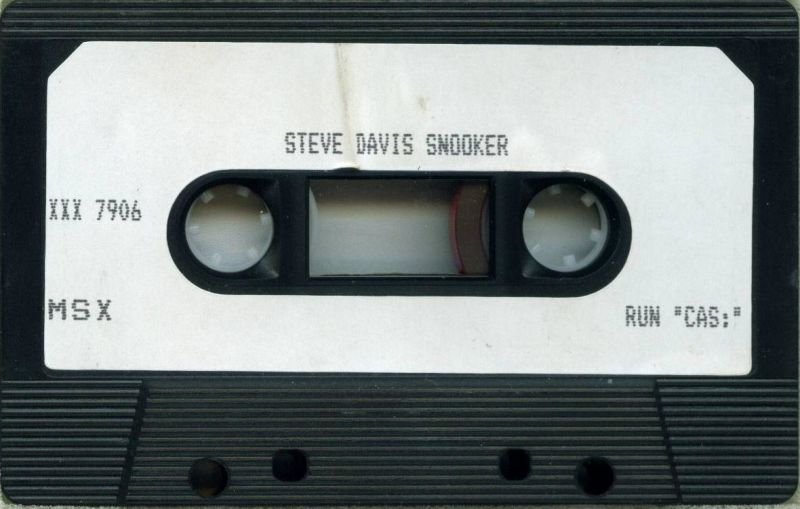 STEVE DAVIS SNOOKER
XXX 7906
MSX
RUN "CAS:"